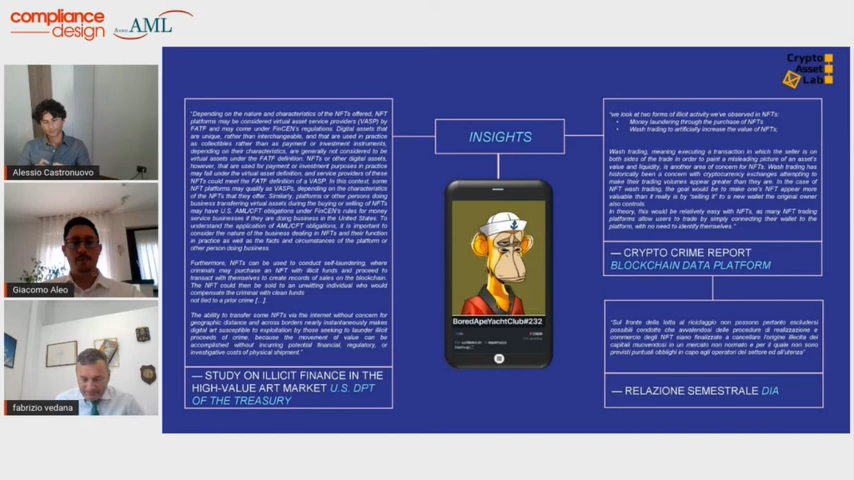 compliance
design
Assoc. AML
Alessio Castronuovo
Giacomo Aleo
fabrizio vedana
"Depending on the nature and characteristics of the NFTs offered, NFT
platforms may be considered virtual asset service providers (VASP) by
FATF and may come under FinCEN's regulations. Digital assets that
are unique, rather than interchangeable, and that are used in practice
as collectibles rather than as payment or investment instruments,
depending on their characteristics, are generally not considered to be
virtual assets under the FATF definition. NFTs or other digital assets,
however, that are used for payment or investment purposes in practice
may fall under the virtual asset definition, and service providers of these
NFTs could meet the FATF definition of a VASP. In this context, some
NFT platforms may qualify as VASPs, depending on the characteristics
of the NFTs that they offer. Similarly, platforms or other persons doing
business transferring virtual assets during the buying or selling of NFTs
may have U.S. AML/CFT obligations under FinCEN's rules for money
service businesses if they are doing business in the United States. To
understand the application of AML/CFT obligations, it is important to
consider the nature of the business dealing in NFTs and their function
in practice as well as the facts and circumstances of the platform or
other person doing business.
Furthermore, NFTs can be used to conduct self-laundering, where
criminals may purchase an NFT with illicit funds and proceed to
transact with themselves to create records of sales on the blockchain.
The NFT could then be sold to an unwitting individual who would
compensate the criminal with clean funds
not tied to a prior crime [...].
The ability to transfer some NFTs via the internet without concern for
geographic distance and across borders nearly instantaneously makes
digital art susceptible to exploitation by those seeking to launder illicit
proceeds of crime, because the movement of value can be
accomplished without incurring potential financial, regulatory, or
investigative costs of physical shipment."
— STUDY ON ILLICIT FINANCE IN THE
HIGH-VALUE ART MARKET U.S. DPT
OF THE TREASURY
INSIGHTS
BoredApeYachtClub#232
Crypto
Asset
Lab
"we look at two forms of illicit activity we've observed in NFTs:
• Money laundering through the purchase of NFTs
• Wash trading to artificially increase the value of NFTs;
Wash trading, meaning executing a transaction in which the seller is on
both sides of the trade in order to paint a misleading picture of an asset's
value and liquidity, is another area of concern for NFTs. Wash trading has
historically been a concern with cryptocurrency exchanges attempting to
make their trading volumes appear greater than they are. In the case of
NFT wash trading, the goal would be to make one's NFT appear more
valuable than it really is by "selling it" to a new wallet the original owner
also controls.
In theory, this would be relatively easy with NFTs, as many NFT trading
platforms allow users to trade by simply connecting their wallet to the
platform, with no need to identify themselves."
— CRYPTO CRIME REPORT
BLOCKCHAIN DATA PLATFORM
"Sul fronte della lotta al riciclaggio non possono pertanto escludersi
possibili condotte che avvalendosi delle procedure di realizzazione e
commercio degli NFT siano finalizzate a cancellare l'origine illecita dei
capitali muovendosi in un mercato non normato e per il quale non sono
previsti puntuali obblighi in capo agli operatori del settore ed all'utenza"
— RELAZIONE SEMESTRALE DIA